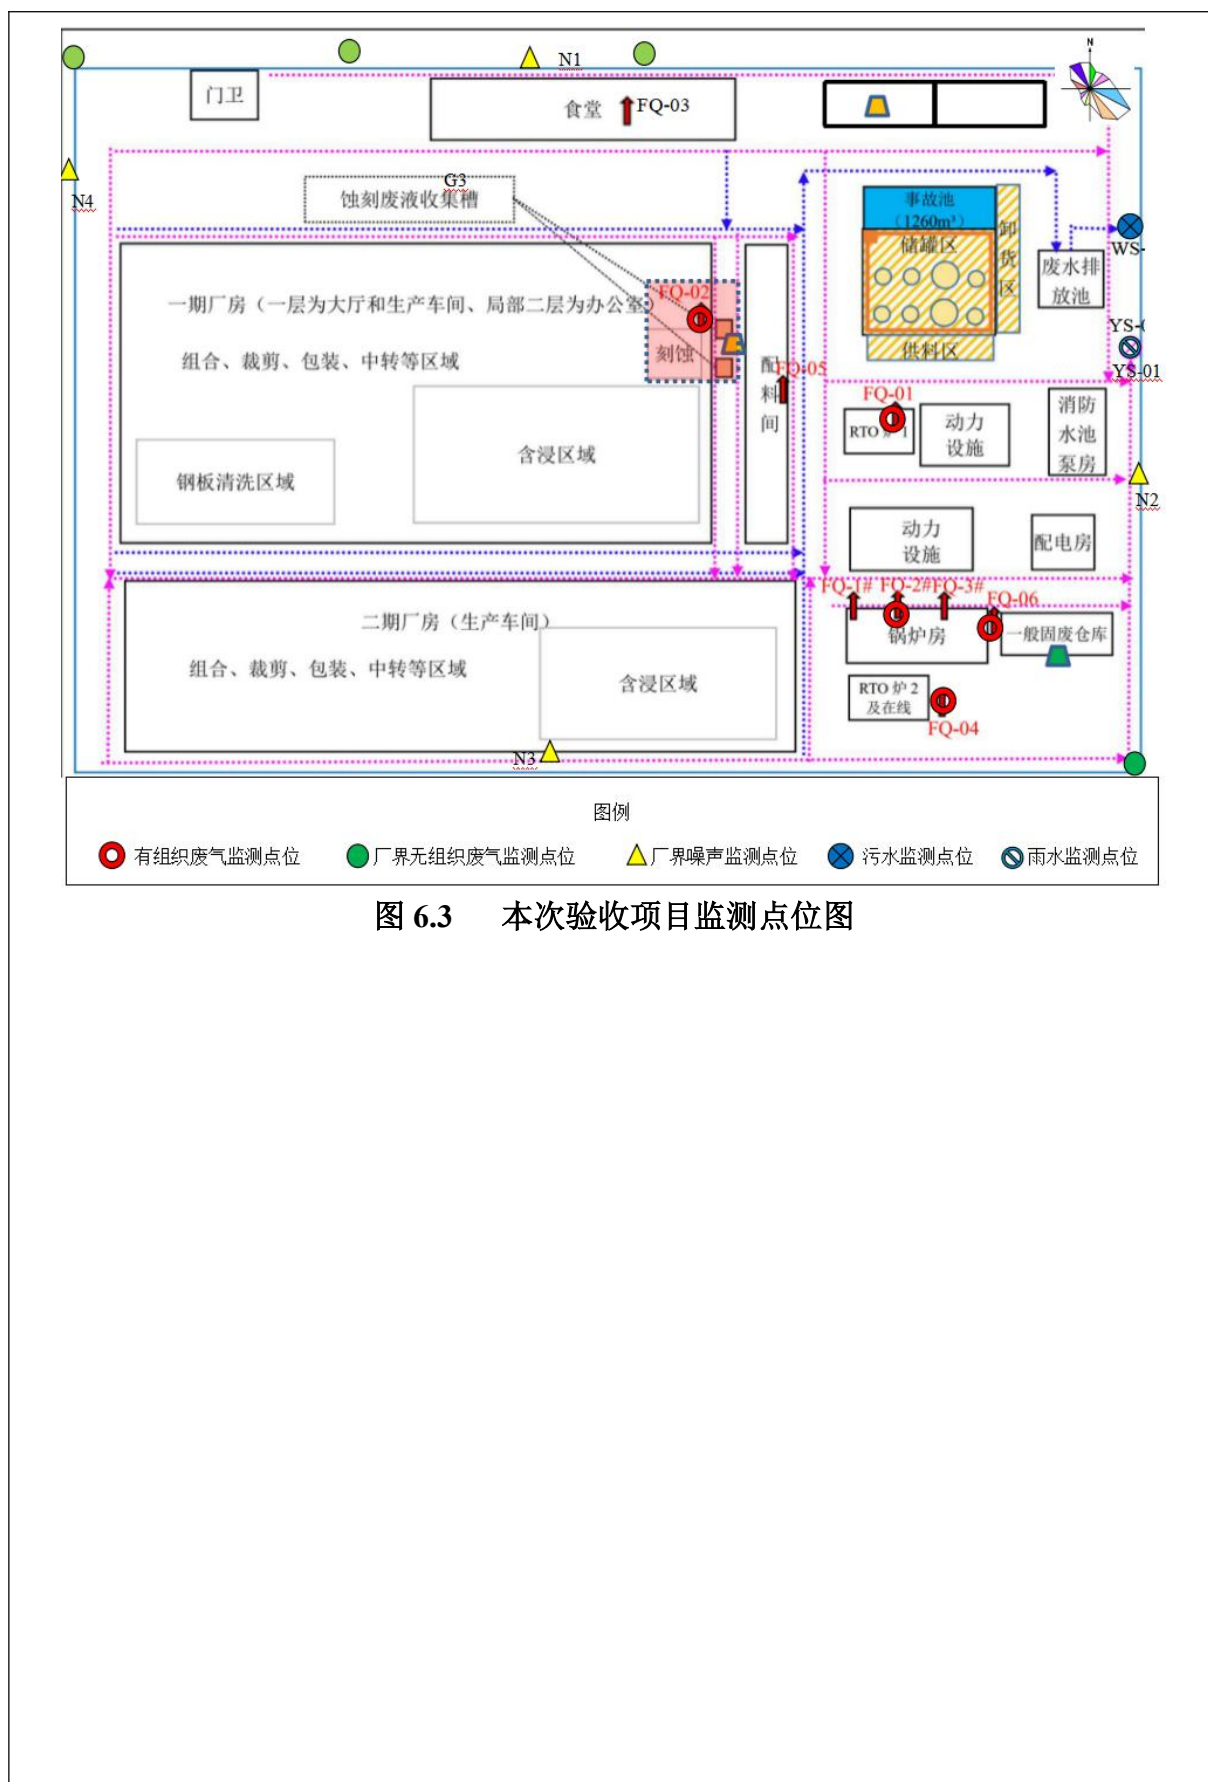 N
N1
门卫
食堂
FQ-03
N4
G3
蚀刻废液收集槽
事故池
（1260m³）
储罐区
卸货区
供料区
废水排
放池
WS-
YS-0
YS-01
一期厂房（一层为大厅和生产车间、局部二层为办公室）
FQ-02
刻蚀
组合、裁剪、包装、中转等区域
配料间
FQ-05
FQ-01
RTO 炉 1
动力
设施
消防
水池
泵房
含浸区域
钢板清洗区域
N2
动力
设施
配电房
二期厂房（生产车间）
组合、裁剪、包装、中转等区域
含浸区域
FQ-1#
FQ-2#
FQ-3#
FQ-06
锅炉房
一般固废仓库
RTO 炉 2
及在线
FQ-04
N3
图例
有组织废气监测点位
厂界无组织废气监测点位
厂界噪声监测点位
污水监测点位
雨水监测点位
图 6.3 本次验收项目监测点位图